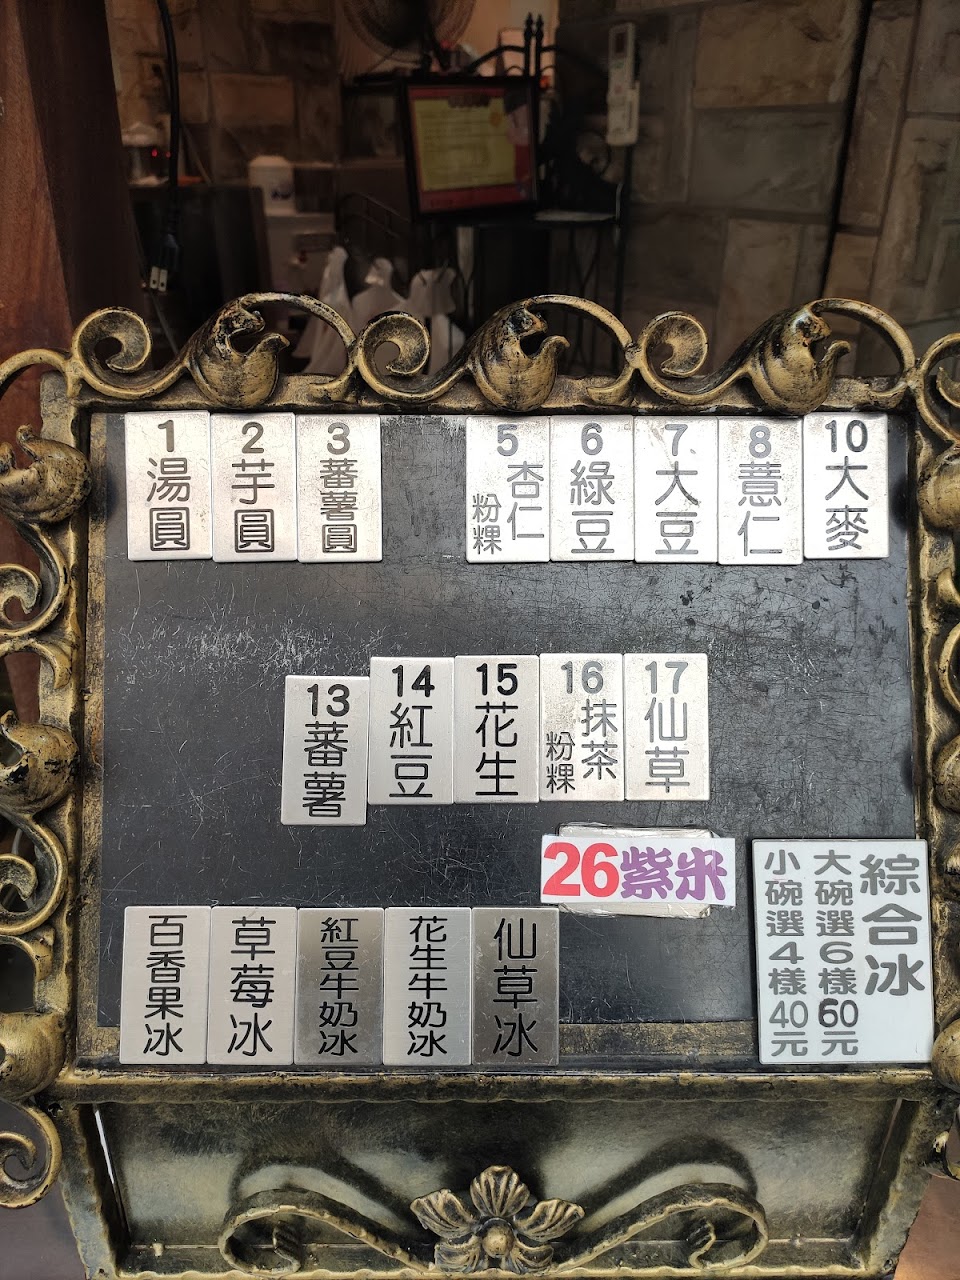 1 湯圓
2 芋圓
3 蕃薯圓
5 杏仁粉粿
6 綠豆
7 大豆
8 薏仁
10 大麥
13 蕃薯
14 紅豆
15 花生
16 抹茶粉粿
17 仙草
26紫米
百香果冰
草莓冰
紅豆牛奶冰
花生牛奶冰
仙草冰
綜合冰
大碗選6樣60元
小碗選4樣40元